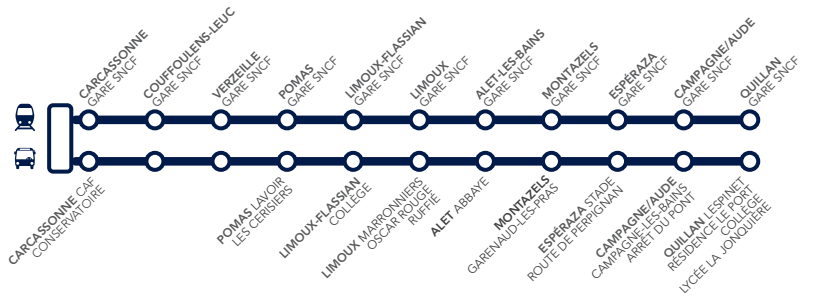 CARCASSONNE
GARE SNCF
COUFFOULENS-LEUC
GARE SNCF
VERZEILLE
GARE SNCF
POMAS
GARE SNCF
LIMOUX-FLASSIAN
GARE SNCF
LIMOUX
GARE SNCF
ALET-LES-BAINS
GARE SNCF
MONTAZELS
GARE SNCF
ESPÉRAZA
GARE SNCF
CAMPAGNE/AUDE
GARE SNCF
QUILLAN
GARE SNCF
CARCASSONNE CAF
CONSERVATOIRE
POMAS LAVOIR
LES CERISIERS
LIMOUX-FLASSIAN
COLLÈGE
LIMOUX MARRONNIERS
OSCAR ROUGE
RUFFIÉ
ALET ABBAYE
MONTAZELS
GARENAUD-LES-PRAS
ESPÉRAZA STADE
ROUTE DE PERPIGNAN
CAMPAGNE/AUDE
CAMPAGNE-LES-BAINS
ARRÊT DU PONT
QUILLAN LESPINET
RÉSIDENCE LE PORT
COLLÈGE
LYCÉE LA JONQUIÈRE